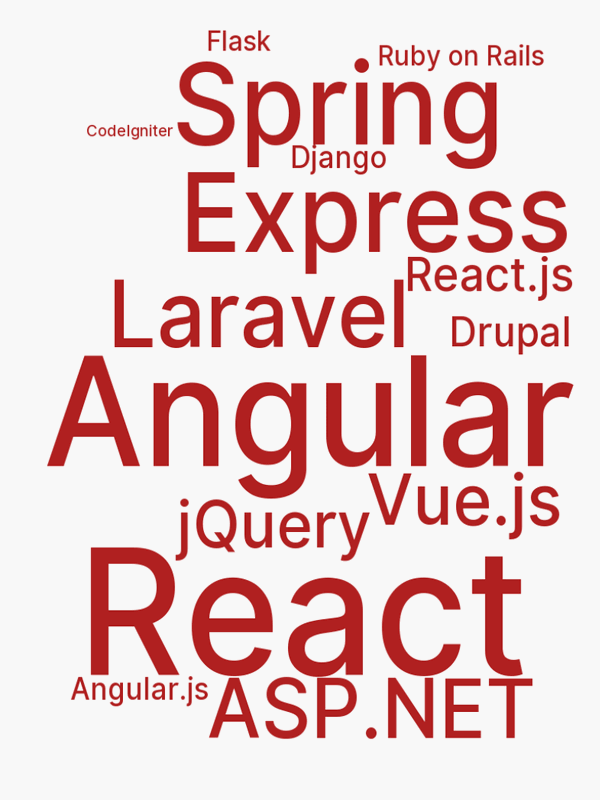 Flask
Ruby on Rails
Spring
CodeIgniter
Django
Express
React.js
Laravel
Drupal
Angular
Vue.js
jQuery
React
Angular.js
ASP.NET